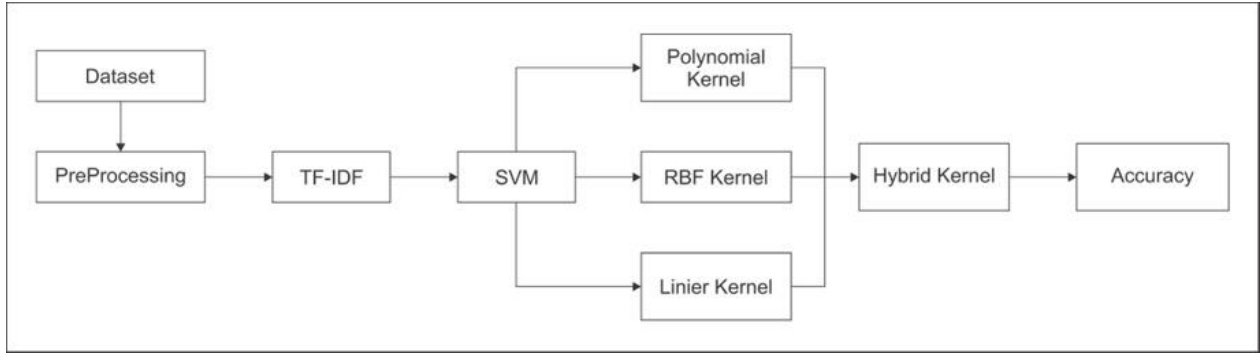 Dataset
PreProcessing
TF-IDF
SVM
Polynomial
Kernel
RBF Kernel
Linier Kernel
Hybrid Kernel
Accuracy